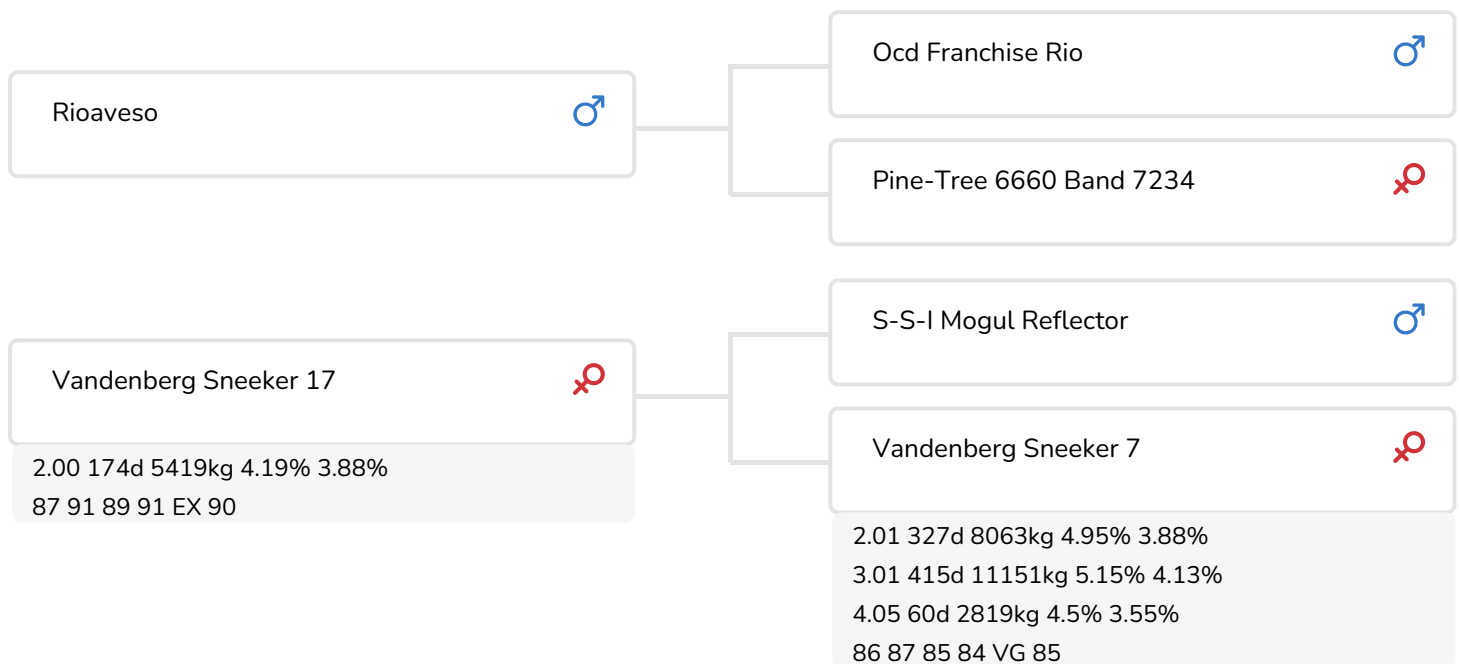 Rioaveso
Ocd Franchise Rio
Pine-Tree 6660 Band 7234
Vandenberg Sneeker 17
2.00 174d 5419kg 4.19% 3.88%
87 91 89 91 EX 90
S-S-I Mogul Reflector
Vandenberg Sneeker 7
2.01 327d 8063kg 4.95% 3.88%
3.01 415d 11151kg 5.15% 4.13%
4.05 60d 2819kg 4.5% 3.55%
86 87 85 84 VG 85